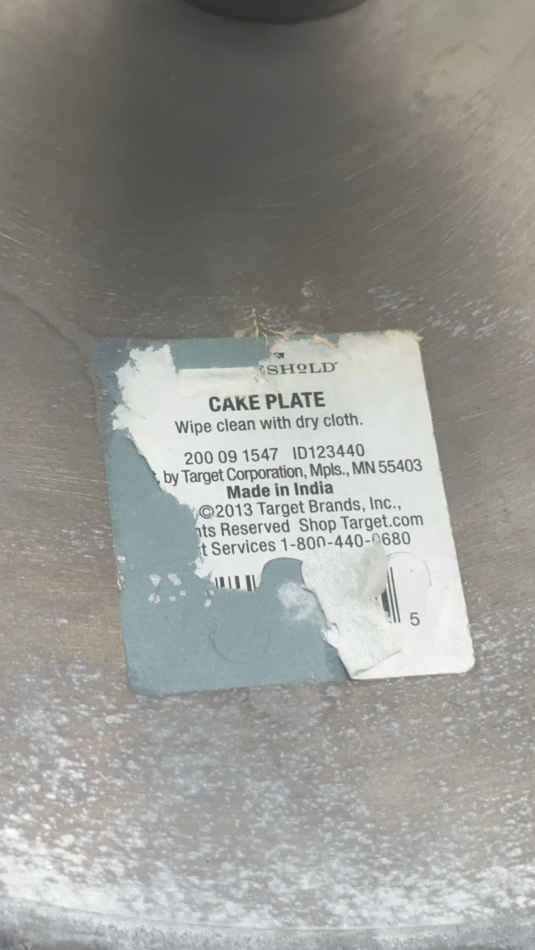 SHOLD
CAKE PLATE
Wipe clean with dry cloth.
200 09 1547 ID123440
by Target Corporation, Mpls., MN 55403
Made in India
©2013 Target Brands, Inc.,
Reserved Shop Target.com
Services 1-800-440-0680
5